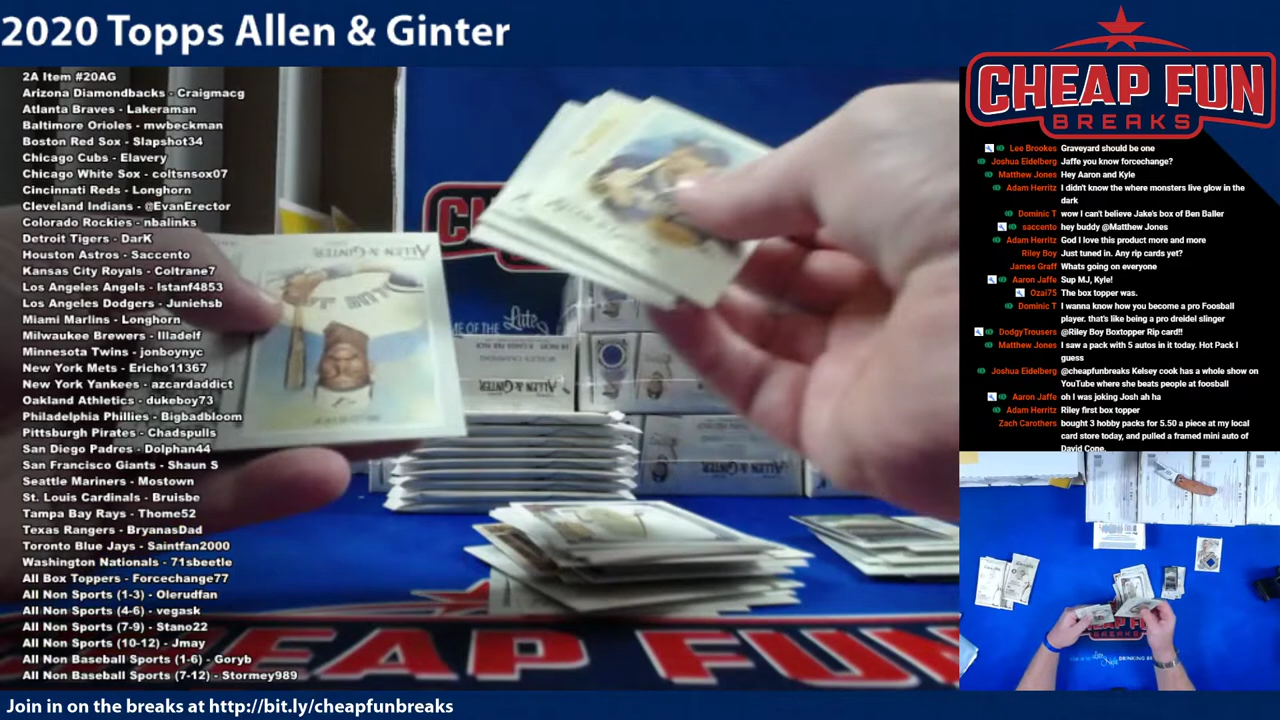 2020 Topps Allen & Ginter
2A Item #20AG
Arizona Diamondbacks - Craigmacg
Atlanta Braves - Lakeraman
Baltimore Orioles - mwbeckman
Boston Red Sox - Slapshot34
Chicago Cubs - Elavery
Chicago White Sox - coltsnsox07
Cincinnati Reds - Longhorn
Cleveland Indians - @EvanErector
Colorado Rockies - nbalinks
Detroit Tigers - DarK
Houston Astros - Saccento
Kansas City Royals - Coltrane7
Los Angeles Angels - Istanf4853
Los Angeles Dodgers - Juniehsb
Miami Marlins - Longhorn
Milwaukee Brewers - Illadelf
Minnesota Twins - jonboynyc
New York Mets - Ericho11367
New York Yankees - azcardaddict
Oakland Athletics - dukeboy73
Philadelphia Phillies - Bigbadbloom
Pittsburgh Pirates - Chadspulls
San Diego Padres - Dolphan44
San Francisco Giants - Shaun S
Seattle Mariners - Mostown
St. Louis Cardinals - Bruisbe
Tampa Bay Rays - Thome52
Texas Rangers - BryanasDad
Toronto Blue Jays - Saintfan2000
Washington Nationals - 71sbeetle
All Box Toppers - Forcechange77
All Non Sports (1-3) - Olerudfan
All Non Sports (4-6) - vegask
All Non Sports (7-9) - Stano22
All Non Sports (10-12) - Jmay
All Non Baseball Sports (1-6) - Goryb
All Non Baseball Sports (7-12) - Stormey989
ALLEN & GINTER
ALLEN & GINTER
CHEAP FUN
CHEAP FUN
BREAKS
Lee Brookes Graveyard should be one
Joshua Eidelberg Jaffe you know forcechange?
Matthew Jones Hey Aaron and Kyle
Adam Herritz I didn't know the where monsters live glow in the
dark
Dominic T wow I can't believe Jake's box of Ben Baller
saccento hey buddy @Matthew Jones
Adam Herritz God I love this product more and more
Riley Boy Just tuned in. Any rip cards yet?
James Graff Whats going on everyone
Aaron Jaffe Sup MJ, Kyle!
Ozai75 The box topper was.
Dominic T I wanna know how you become a pro Foosball
player. that's like being a pro dreidel slinger
DodgyTrousers @Riley Boy Boxtopper Rip card!!
Matthew Jones I saw a pack with 5 autos in it today. Hot Pack I
guess
Joshua Eidelberg @cheapfunbreaks Kelsey cook has a whole show on
YouTube where she beats people at foosball
Aaron Jaffe oh I was joking Josh ah ha
Adam Herritz Riley first box topper
Zach Carothers bought 3 hobby packs for 5.50 a piece at my local
card store today, and pulled a framed mini auto of
David Cone.
CHEAP FUN
BREAKS
Join in on the breaks at http://bit.ly/cheapfunbreaks